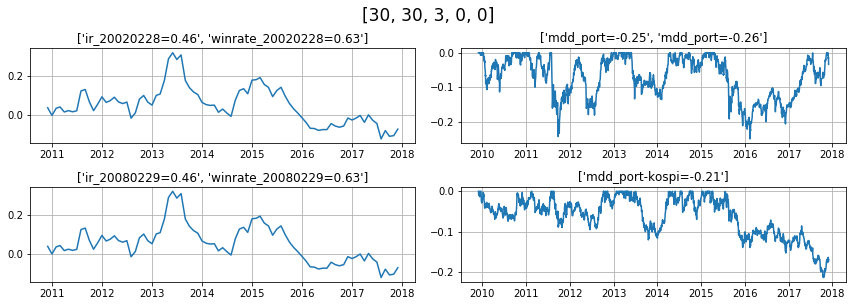 [30, 30, 3, 0, 0]
['ir_20020228=0.46', 'winrate_20020228=0.63']
0.2
0.0
2011 2012 2013 2014 2015 2016 2017 2018
['mdd_port=-0.25', 'mdd_port=-0.26']
0.0
−0.1
−0.2
2010 2011 2012 2013 2014 2015 2016 2017 2018
['ir_20080229=0.46', 'winrate_20080229=0.63']
0.2
0.0
2011 2012 2013 2014 2015 2016 2017 2018
['mdd_port-kospi=-0.21']
0.0
−0.1
−0.2
2010 2011 2012 2013 2014 2015 2016 2017 2018